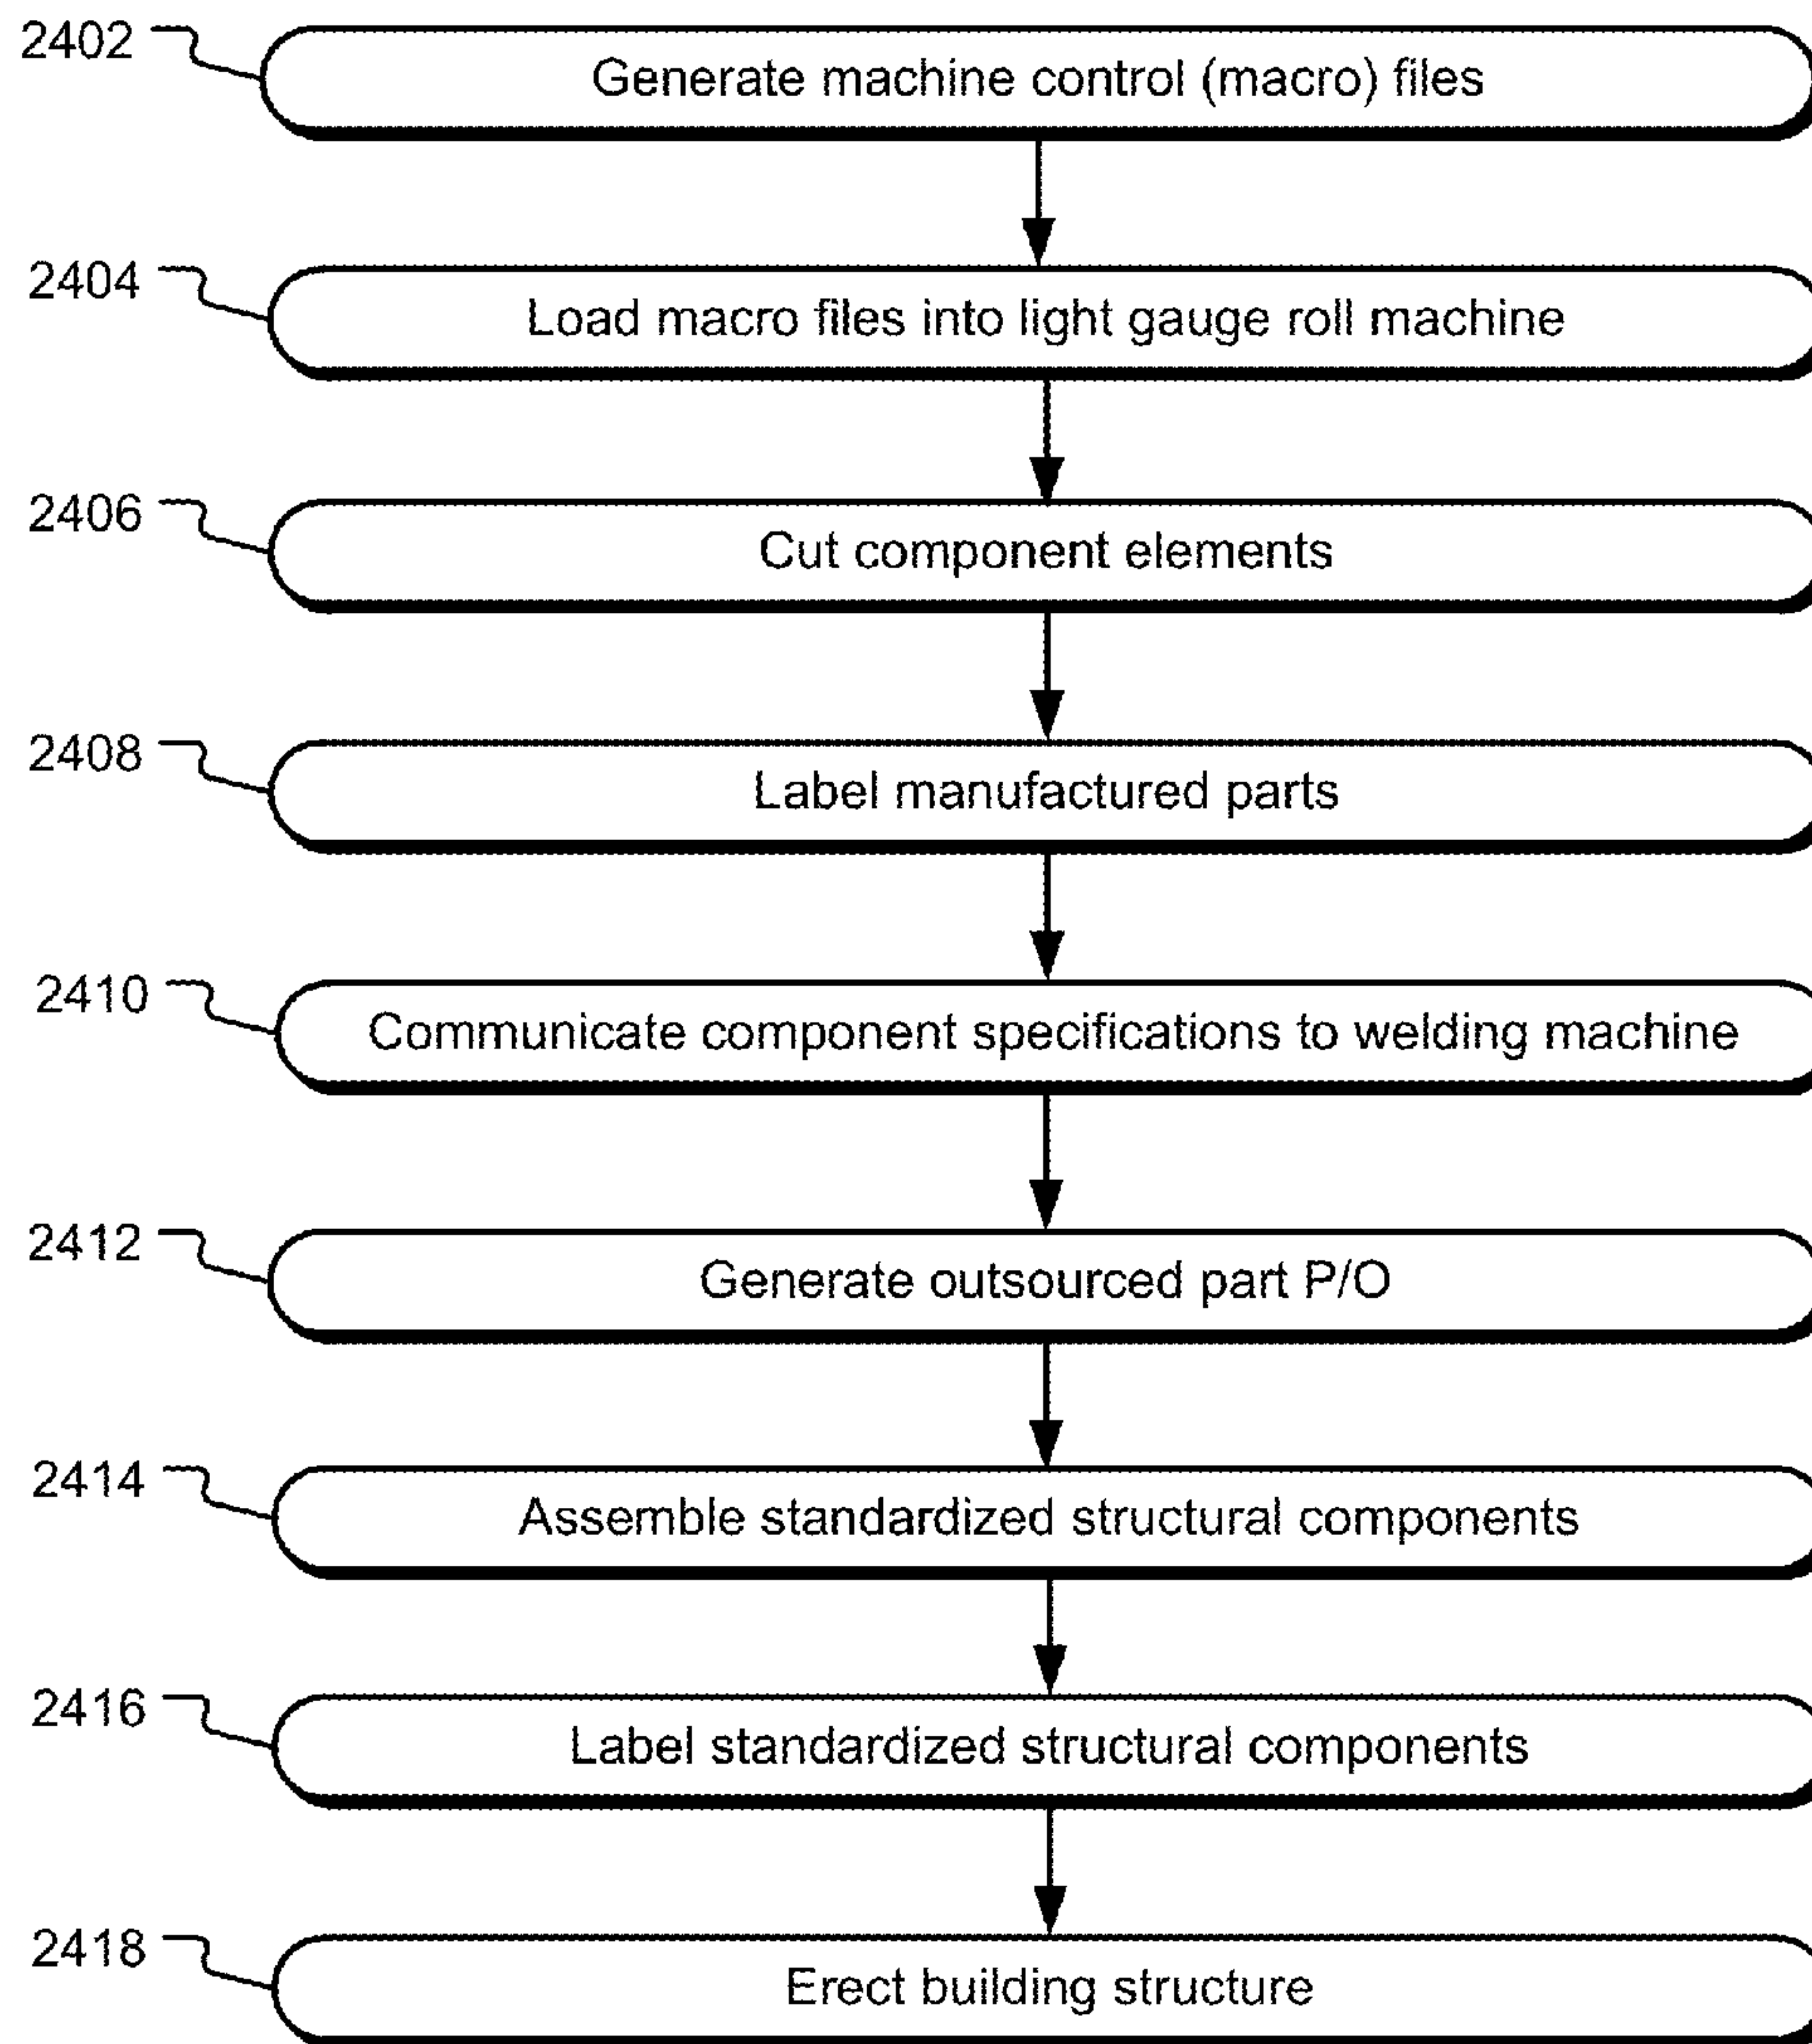 2402
Generate machine control (macro) files
2404
Load macro files into light gauge roll machine
2406
Cut component elements
2408
Label manufactured parts
2410
Communicate component specifications to welding machine
2412
Generate outsourced part P/O
2414
Assemble standardized structural components
2416
Label standardized structural components
2418
Erect building structure